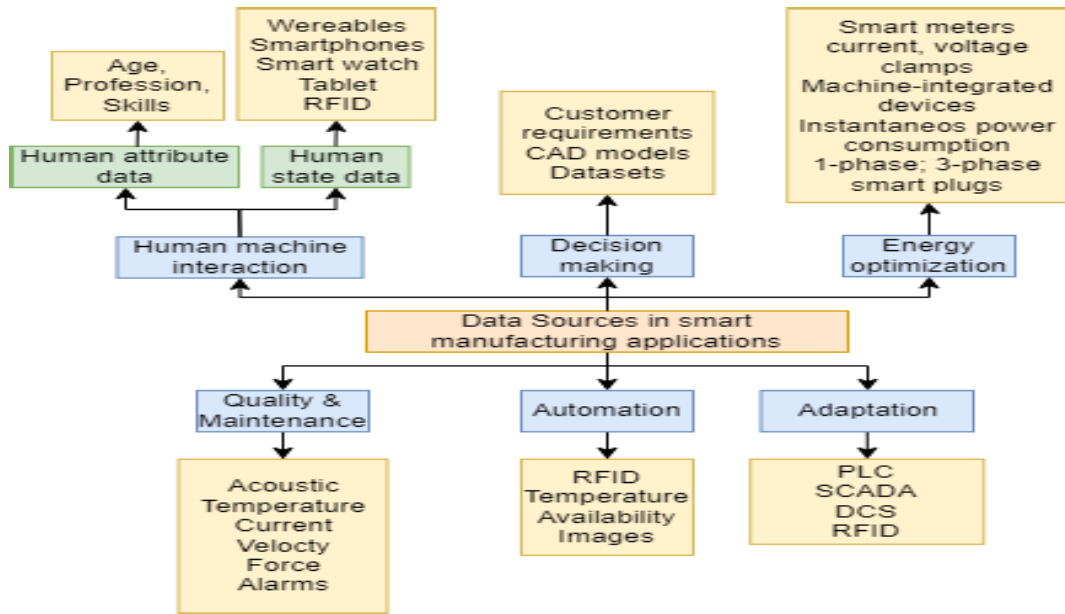 Age,
Profession,
Skills
Wereables
Smartphones
Smart watch
Tablet
RFID
Customer
requirements
CAD models
Datasets
Smart meters
current, voltage
clamps
Machine-integrated
devices
Instantaneos power
consumption
1-phase; 3-phase
smart plugs
Human attribute
data
Human
state data
Human machine
interaction
Decision
making
Energy
optimization
Data Sources in smart
manufacturing applications
Quality &
Maintenance
Automation
Adaptation
Acoustic
Temperature
Current
Velocty
Force
Alarms
RFID
Temperature
Availability
Images
PLC
SCADA
DCS
RFID